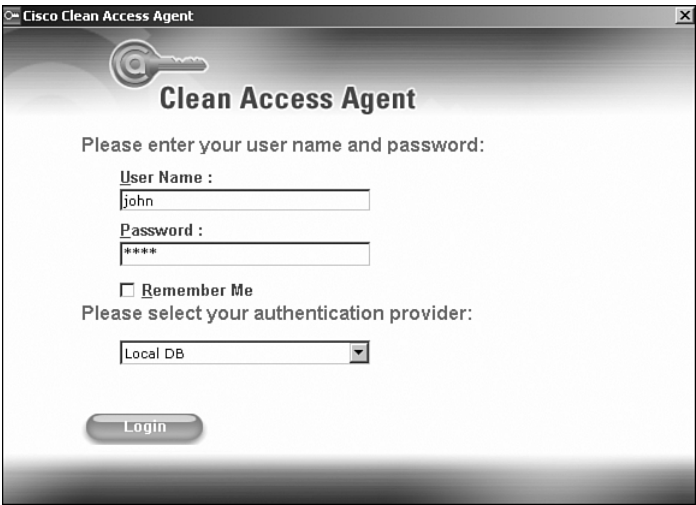 Cisco Clean Access Agent
Clean Access Agent
Please enter your user name and password:
User Name :
john
Password :
****
Remember Me
Please select your authentication provider:
Local DB
Login